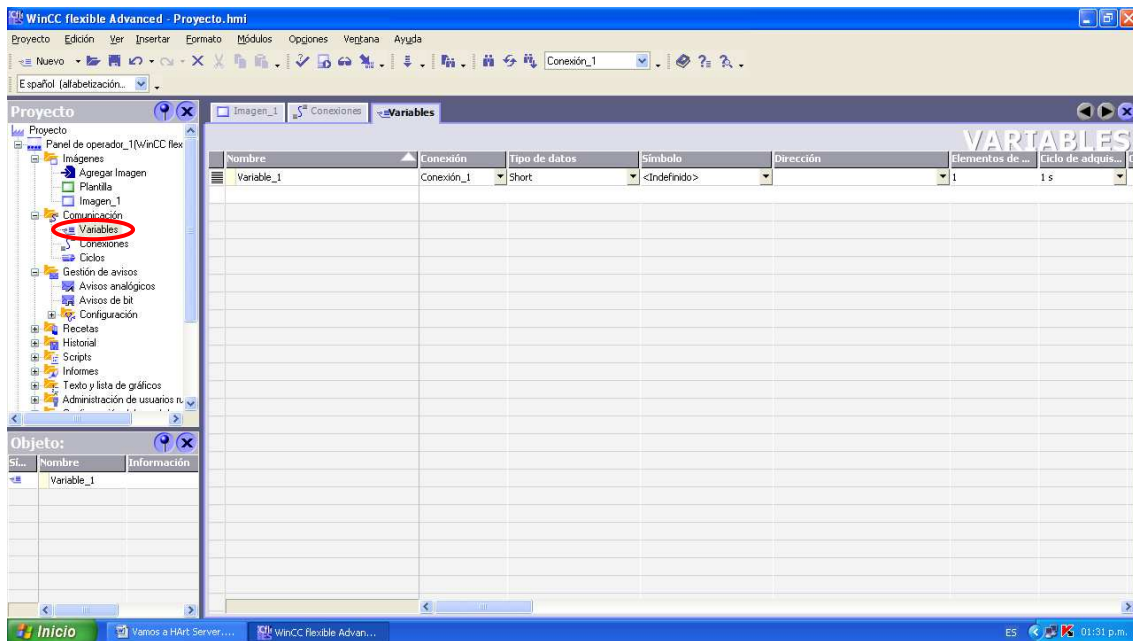 WinCC flexible Advanced - Proyecto.hmi
Proyecto Edición Ver Insertar Formato Módulos Opciones Ventana Ayuda
Nuevo Conexión_1
Español (alfabetización...
Proyecto
Imagen_1 Conexiones Variables
VARIABLES
Proyecto
Panel de operador_1(WinCC flex
Imágenes
Agregar Imagen
Plantilla
Imagen_1
Comunicación
Variables
Conexiones
Ciclos
Gestión de avisos
Avisos analógicos
Avisos de bit
Configuración
Recetas
Historial
Scripts
Informes
Texto y lista de gráficos
Administración de usuarios ru
Nombre Conexión Tipo de datos Símbolo Dirección Elementos de ... Ciclo de adquis...
Variable_1 Conexión_1 Short <Indefinido> 1 1 s
Objeto:
Sí... Nombre Información
Variable_1
Inicio Vamos a HArt Server.... WinCC flexible Advan... ES 01:31 p.m.